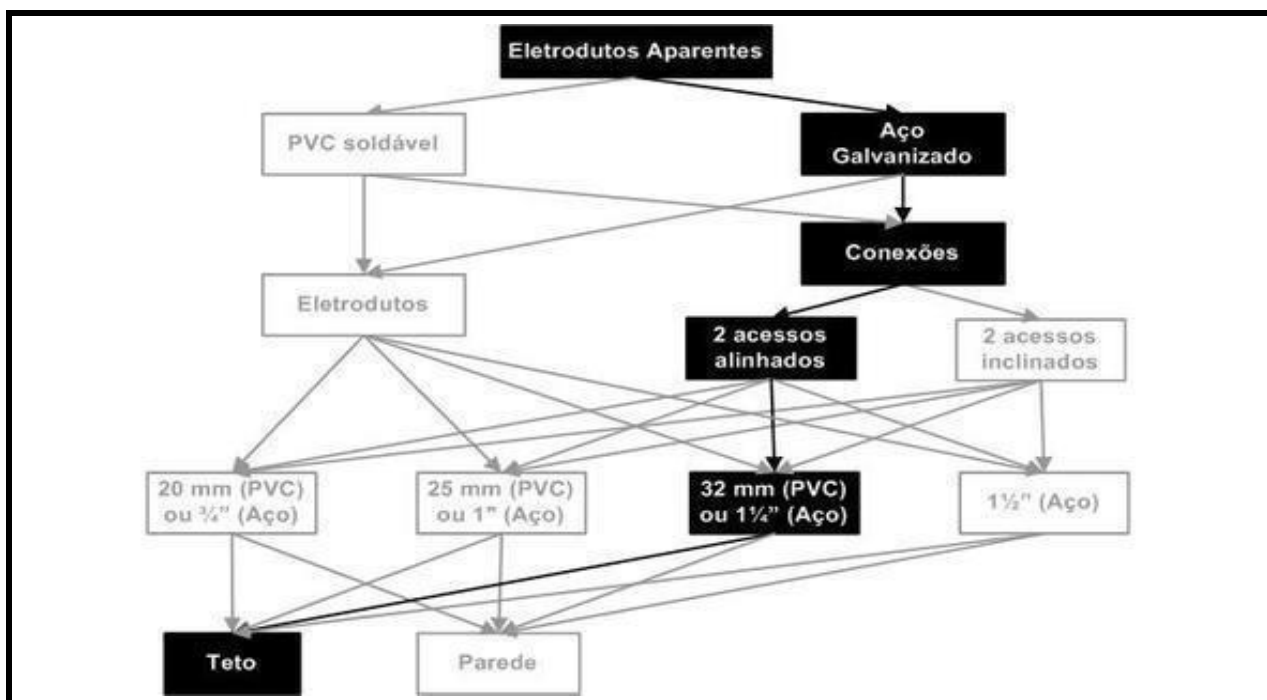 Eletrodutos Aparentes
PVC soldável
Aço
Galvanizado
Conexões
Eletrodutos
2 acessos
alinhados
2 acessos
inclinados
20 mm (PVC)
ou ¾” (Aço)
25 mm (PVC)
ou 1" (Aço)
32 mm (PVC)
ou 1¼” (Aço)
1½” (Aço)
Teto
Parede